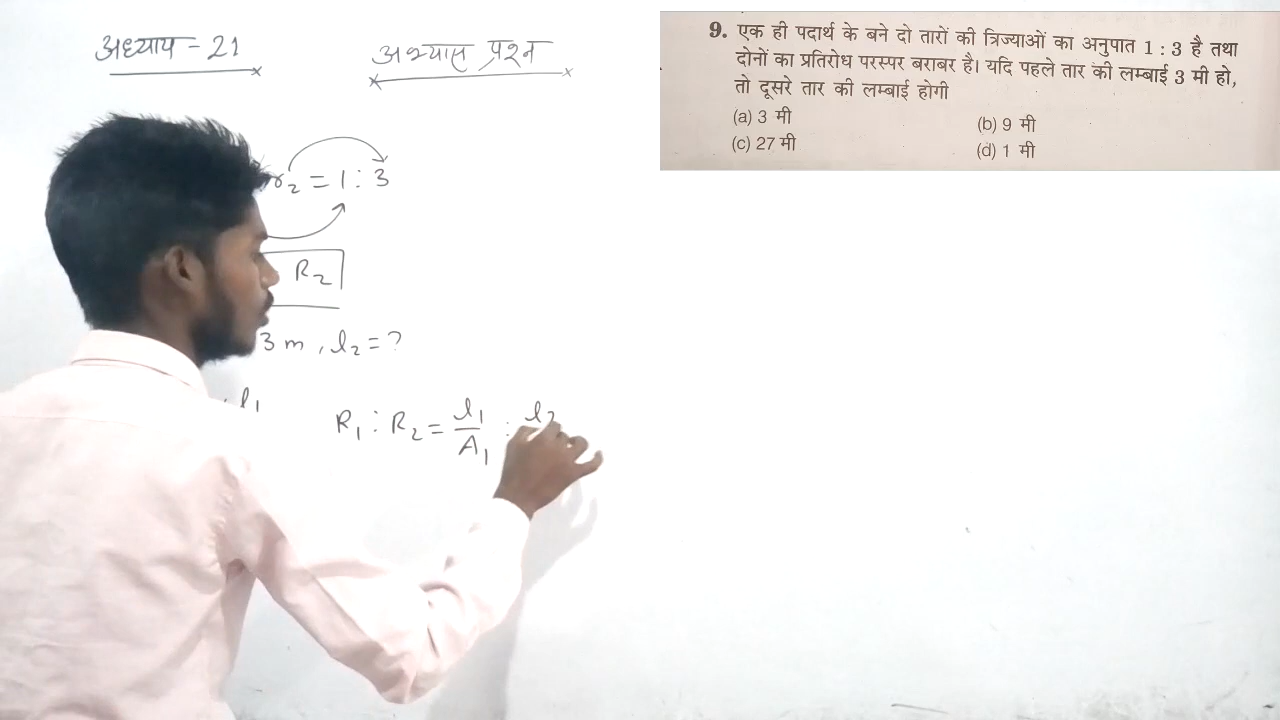 अध्याय - 21
अभ्यास प्रश्न
9. एक ही पदार्थ के बने दो तारों की त्रिज्याओं का अनुपात 1 : 3 है तथा
दोनों का प्रतिरोध परस्पर बराबर है। यदि पहले तार की लम्बाई 3 मी हो,
तो दूसरे तार की लम्बाई होगी
(a) 3 मी (b) 9 मी
(c) 27 मी (d) 1 मी
r₂ = 1 : 3
R₂
3 m , l₂ = ?
l₁
R₁ : R₂ = l₁/A₁ : l₂